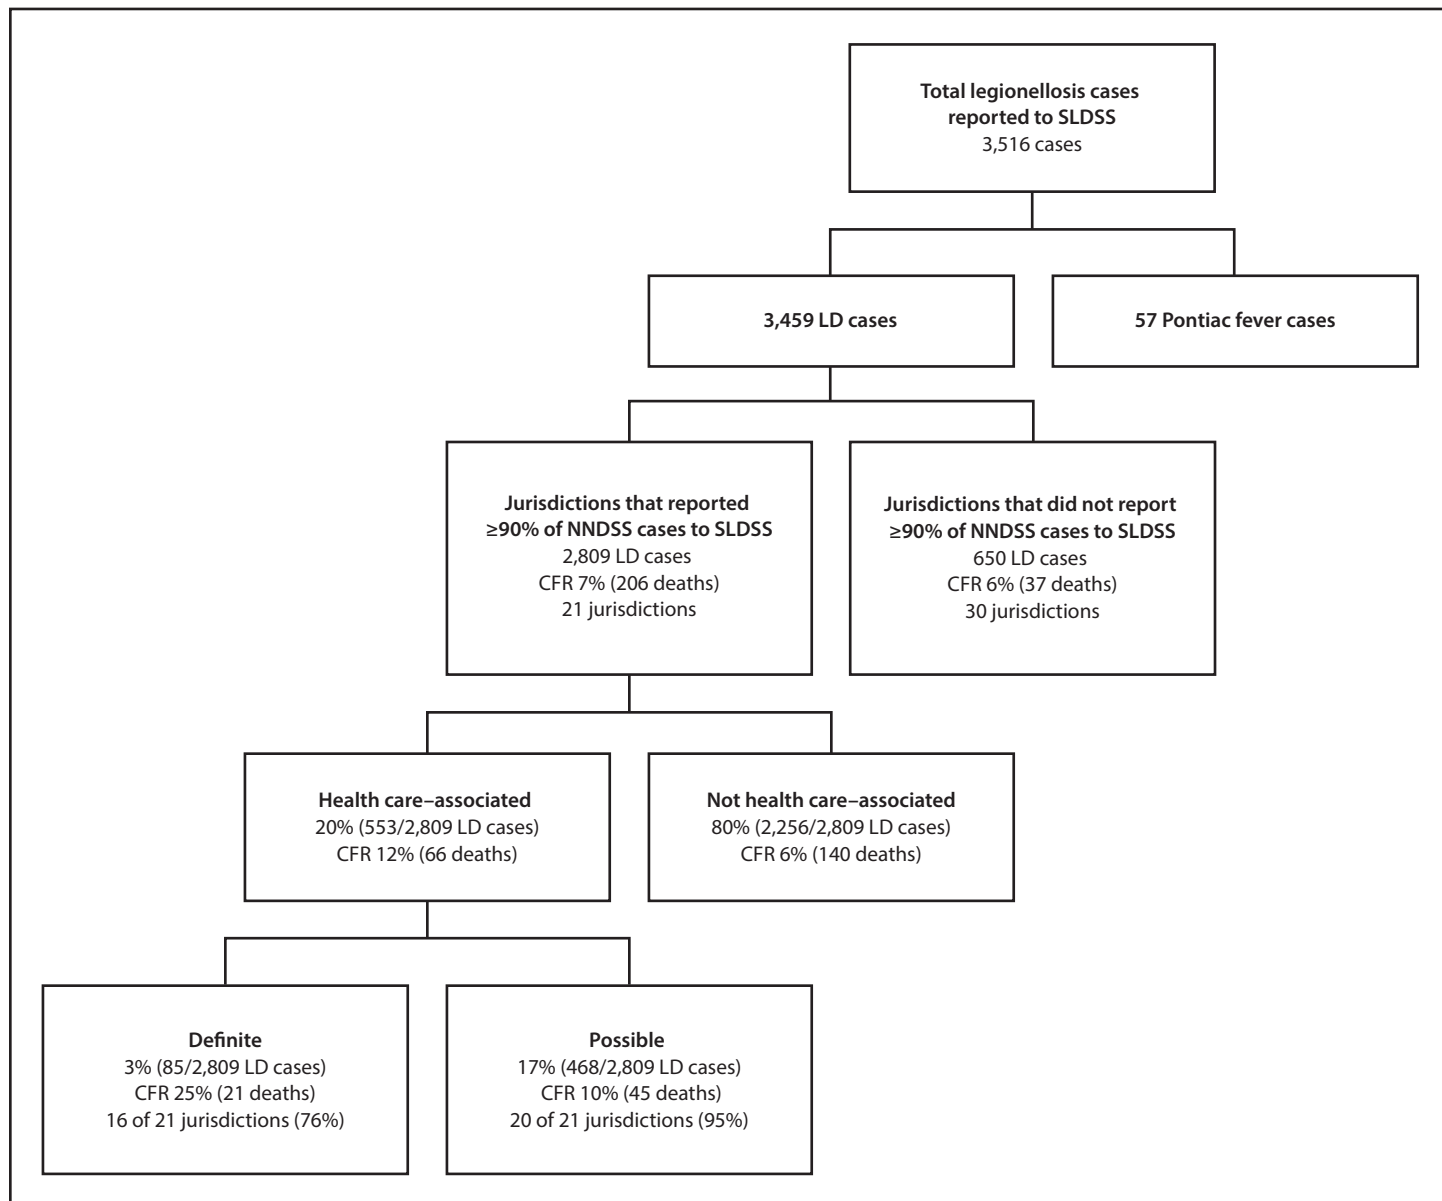 Total legionellosis cases
reported to SLDSS
3,516 cases
3,459 LD cases
57 Pontiac fever cases
Jurisdictions that reported
≥90% of NNDSS cases to SLDSS
2,809 LD cases
CFR 7% (206 deaths)
21 jurisdictions
Jurisdictions that did not report
≥90% of NNDSS cases to SLDSS
650 LD cases
CFR 6% (37 deaths)
30 jurisdictions
Health care–associated
20% (553/2,809 LD cases)
CFR 12% (66 deaths)
Not health care–associated
80% (2,256/2,809 LD cases)
CFR 6% (140 deaths)
Definite
3% (85/2,809 LD cases)
CFR 25% (21 deaths)
16 of 21 jurisdictions (76%)
Possible
17% (468/2,809 LD cases)
CFR 10% (45 deaths)
20 of 21 jurisdictions (95%)